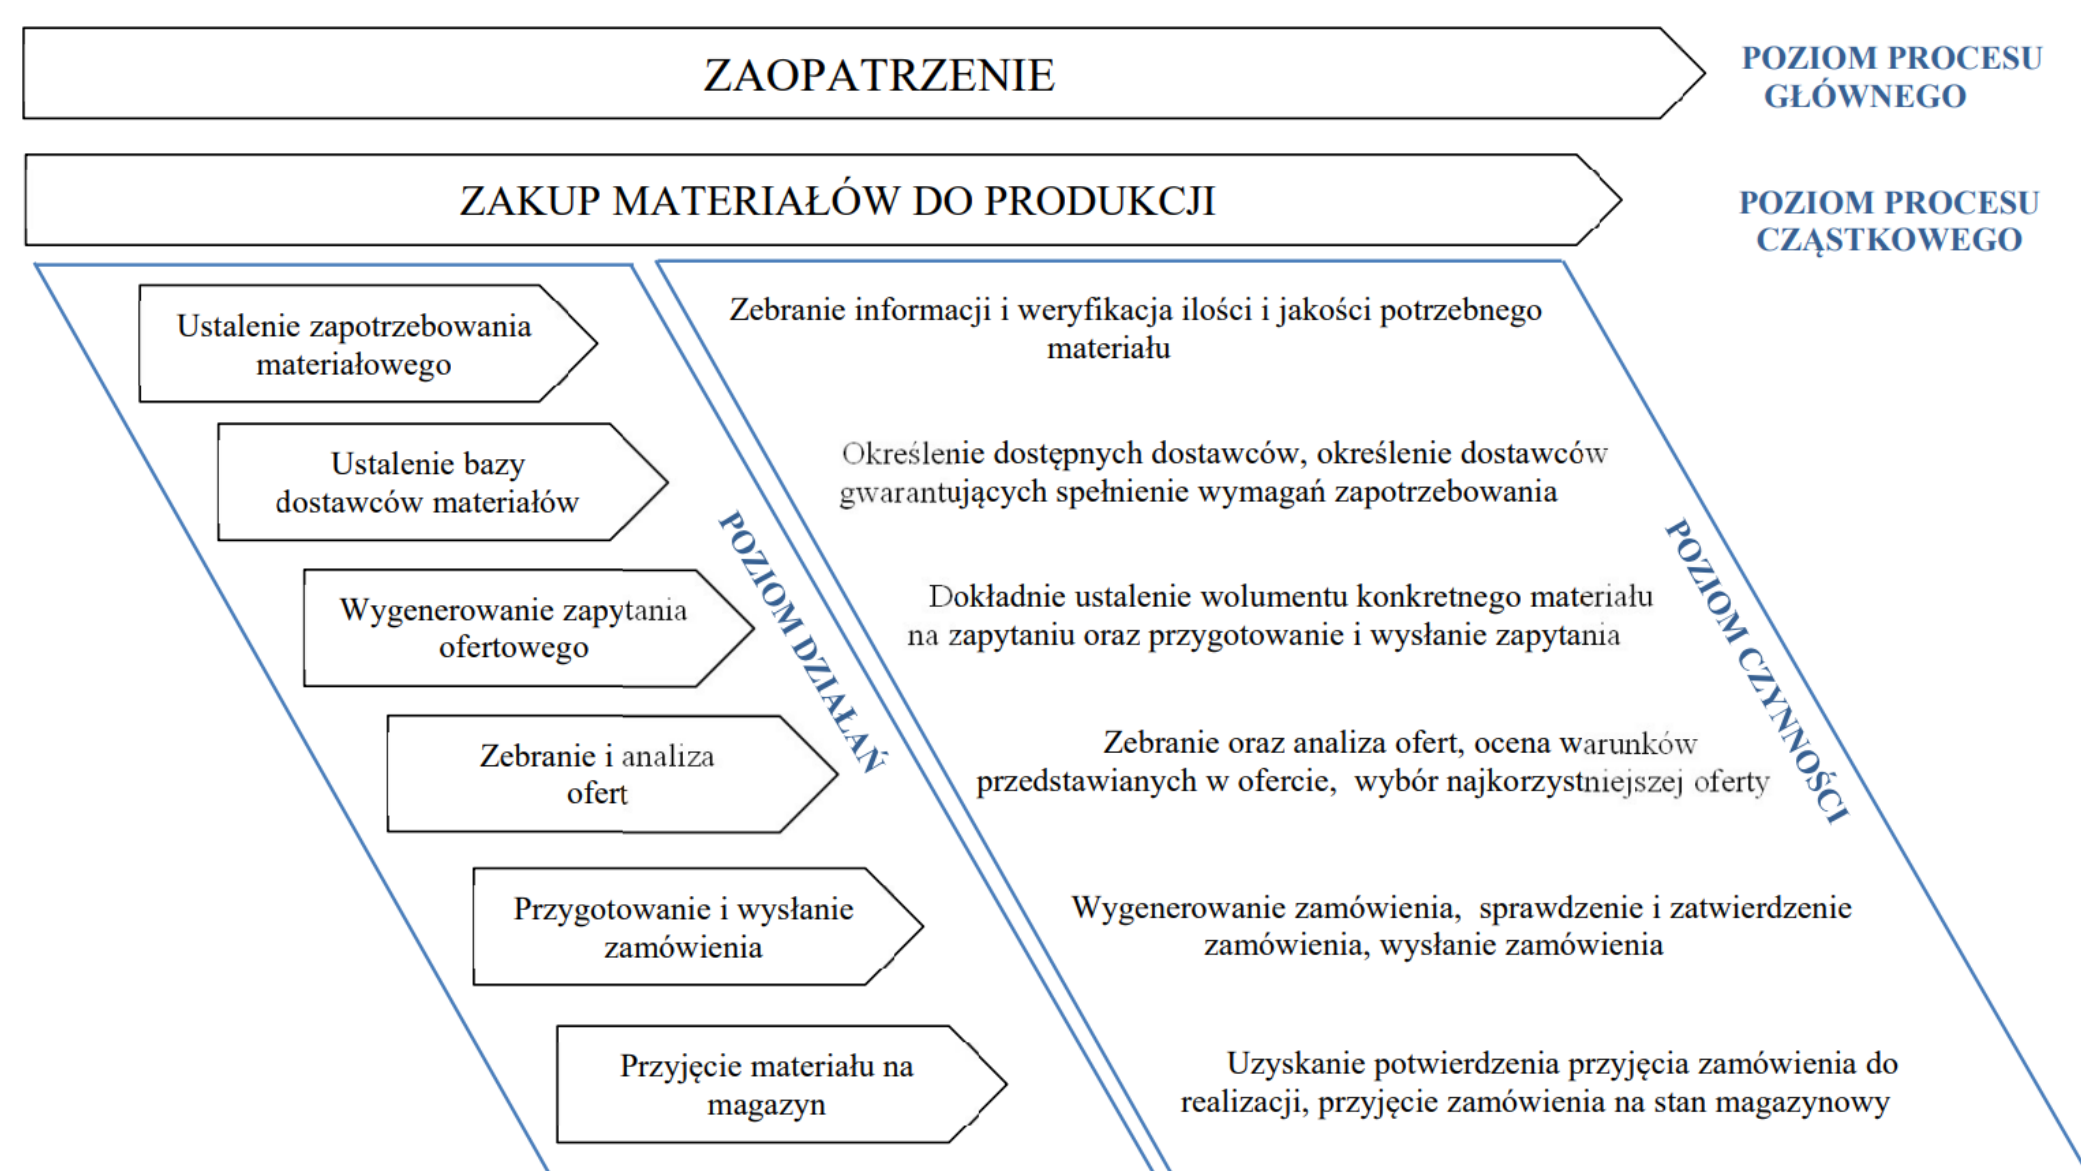 ZAOPATRZENIE
POZIOM PROCESU
GŁÓWNEGO
ZAKUP MATERIAŁÓW DO PRODUKCJI
POZIOM PROCESU
CZĄSTKOWEGO
Ustalenie zapotrzebowania
materiałowego
Zebranie informacji i weryfikacja ilości i jakości potrzebnego
materiału
Ustalenie bazy
dostawców materiałów
Określenie dostępnych dostawców, określenie dostawców
gwarantujących spełnienie wymagań zapotrzebowania
Wygenerowanie zapytania
ofertowego
Dokładnie ustalenie wolumentu konkretnego materiału
na zapytaniu oraz przygotowanie i wysłanie zapytania
Zebranie i analiza
ofert
Zebranie oraz analiza ofert, ocena warunków
przedstawianych w ofercie, wybór najkorzystniejszej oferty
Przygotowanie i wysłanie
zamówienia
Wygenerowanie zamówienia, sprawdzenie i zatwierdzenie
zamówienia, wysłanie zamówienia
Przyjęcie materiału na
magazyn
Uzyskanie potwierdzenia przyjęcia zamówienia do
realizacji, przyjęcie zamówienia na stan magazynowy
POZIOM DZIAŁAŃ
POZIOM CZYNNOŚCI